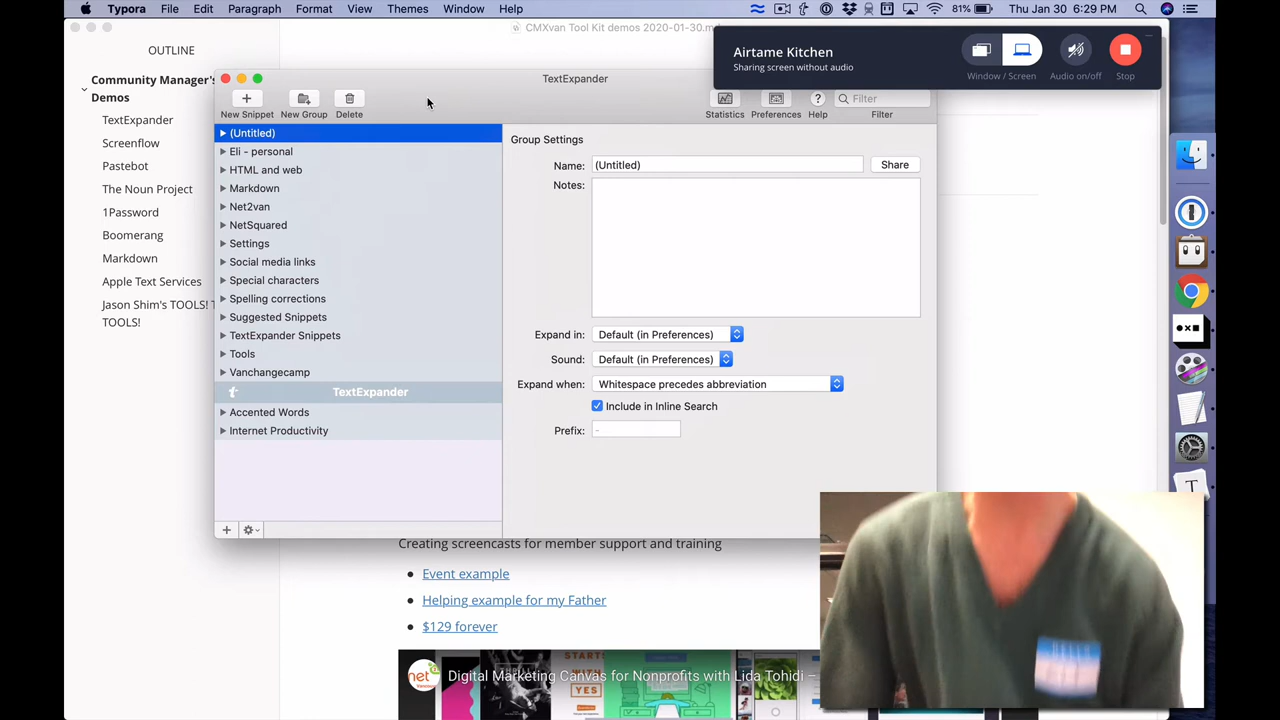 Typora File Edit Paragraph Format View Themes Window Help
81% Thu Jan 30 6:29 PM
CMXvan Tool Kit demos 2020-01-30.m
OUTLINE
Community Manager's
Demos
TextExpander
Screenflow
Pastebot
The Noun Project
1Password
Boomerang
Markdown
Apple Text Services
Jason Shim's TOOLS! T
TOOLS!
Airtame Kitchen
Sharing screen without audio
Window / Screen Audio on/off Stop
TextExpander
New Snippet New Group Delete
Statistics Preferences Help Filter
Filter
(Untitled)
Eli - personal
HTML and web
Markdown
Net2van
NetSquared
Settings
Social media links
Special characters
Spelling corrections
Suggested Snippets
TextExpander Snippets
Tools
Vanchangecamp
TextExpander
Accented Words
Internet Productivity
Group Settings
Name: (Untitled) Share
Notes:
Expand in: Default (in Preferences)
Sound: Default (in Preferences)
Expand when: Whitespace precedes abbreviation
Include in Inline Search
Prefix: -
Creating screencasts for member support and training
Event example
Helping example for my Father
$129 forever
net
Digital Marketing Canvas for Nonprofits with Lida Tohidi –
STARTS
WITH
YES
T